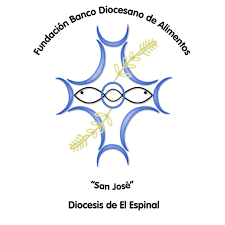 Fundación Banco Diocesano de Alimentos
"San José"
Diocesis de El Espinal